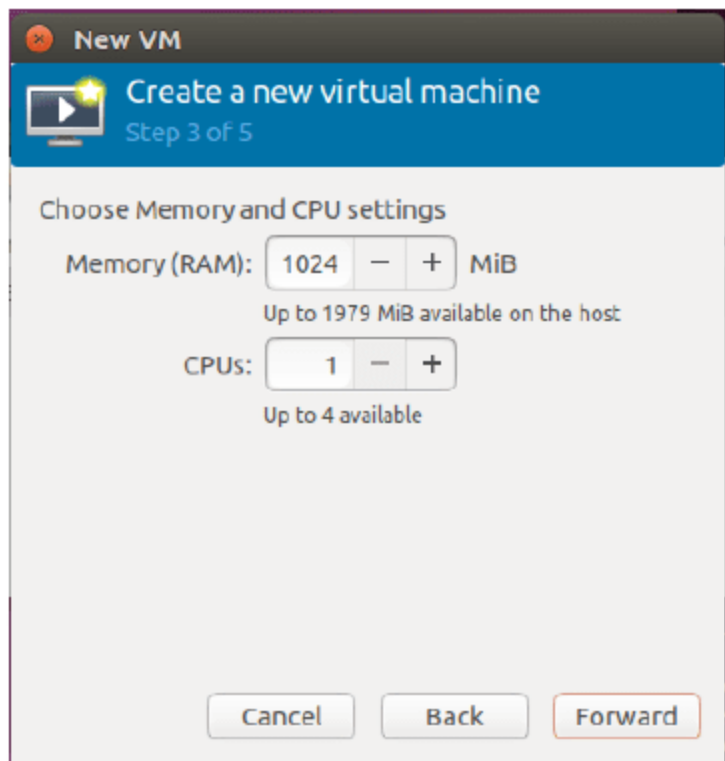 New VM
Create a new virtual machine
Step 3 of 5
Choose Memory and CPU settings
Memory (RAM): 1024 − + MiB
Up to 1979 MiB available on the host
CPUs: 1 − +
Up to 4 available
Cancel Back Forward